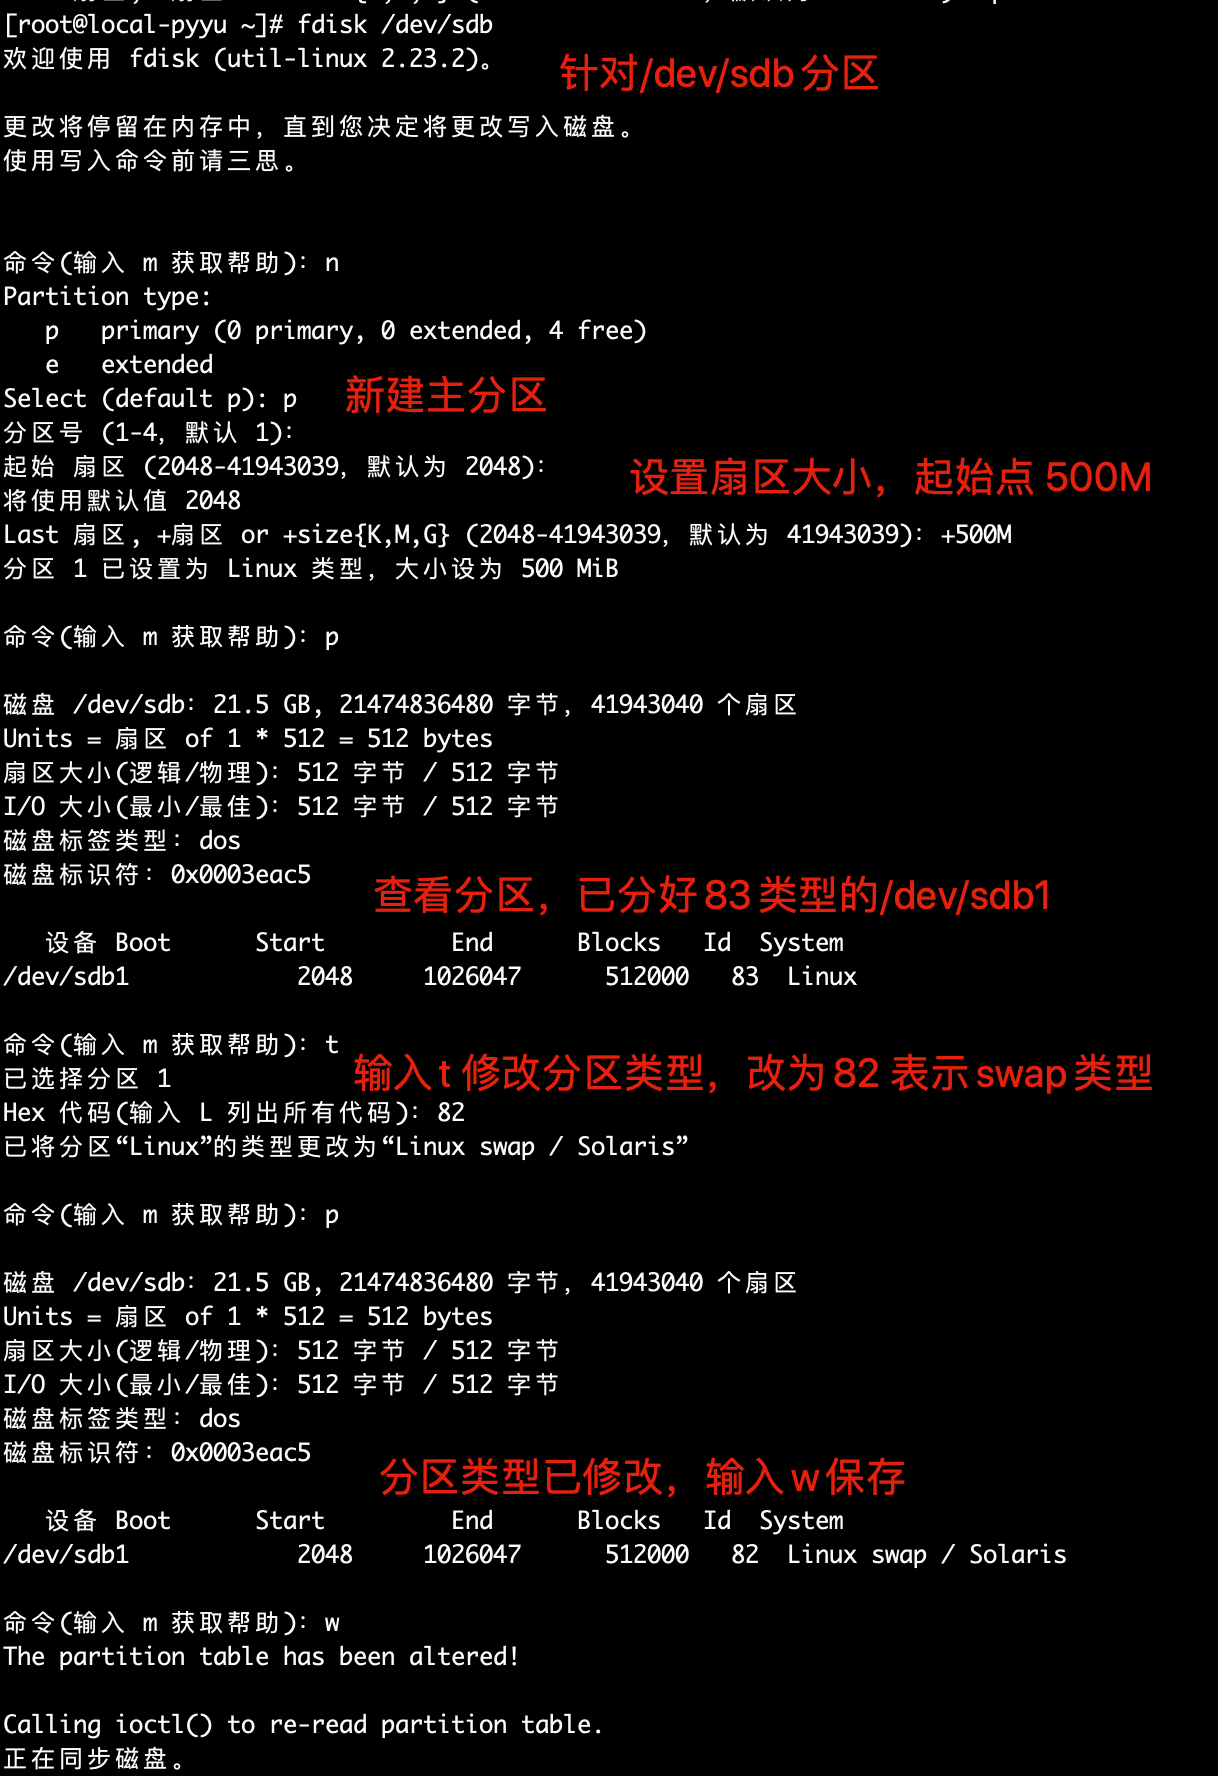 [root@local-pyyu ~]# fdisk /dev/sdb
欢迎使用 fdisk (util-linux 2.23.2)。
针对/dev/sdb分区
更改将停留在内存中，直到您决定将更改写入磁盘。
使用写入命令前请三思。
命令(输入 m 获取帮助)：n
Partition type:
   p   primary (0 primary, 0 extended, 4 free)
   e   extended
Select (default p): p
新建主分区
分区号 (1-4，默认 1)：
起始 扇区 (2048-41943039，默认为 2048)：
设置扇区大小，起始点 500M
将使用默认值 2048
Last 扇区, +扇区 or +size{K,M,G} (2048-41943039，默认为 41943039)：+500M
分区 1 已设置为 Linux 类型，大小设为 500 MiB
命令(输入 m 获取帮助)：p
磁盘 /dev/sdb：21.5 GB, 21474836480 字节，41943040 个扇区
Units = 扇区 of 1 * 512 = 512 bytes
扇区大小(逻辑/物理)：512 字节 / 512 字节
I/O 大小(最小/最佳)：512 字节 / 512 字节
磁盘标签类型：dos
磁盘标识符：0x0003eac5
查看分区，已分好83类型的/dev/sdb1
   设备 Boot      Start         End      Blocks   Id  System
/dev/sdb1            2048     1026047      512000   83  Linux
命令(输入 m 获取帮助)：t
已选择分区 1
输入t 修改分区类型，改为82 表示swap类型
Hex 代码(输入 L 列出所有代码)：82
已将分区“Linux”的类型更改为“Linux swap / Solaris”
命令(输入 m 获取帮助)：p
磁盘 /dev/sdb：21.5 GB, 21474836480 字节，41943040 个扇区
Units = 扇区 of 1 * 512 = 512 bytes
扇区大小(逻辑/物理)：512 字节 / 512 字节
I/O 大小(最小/最佳)：512 字节 / 512 字节
磁盘标签类型：dos
磁盘标识符：0x0003eac5
分区类型已修改，输入w保存
   设备 Boot      Start         End      Blocks   Id  System
/dev/sdb1            2048     1026047      512000   82  Linux swap / Solaris
命令(输入 m 获取帮助)：w
The partition table has been altered!
Calling ioctl() to re-read partition table.
正在同步磁盘。